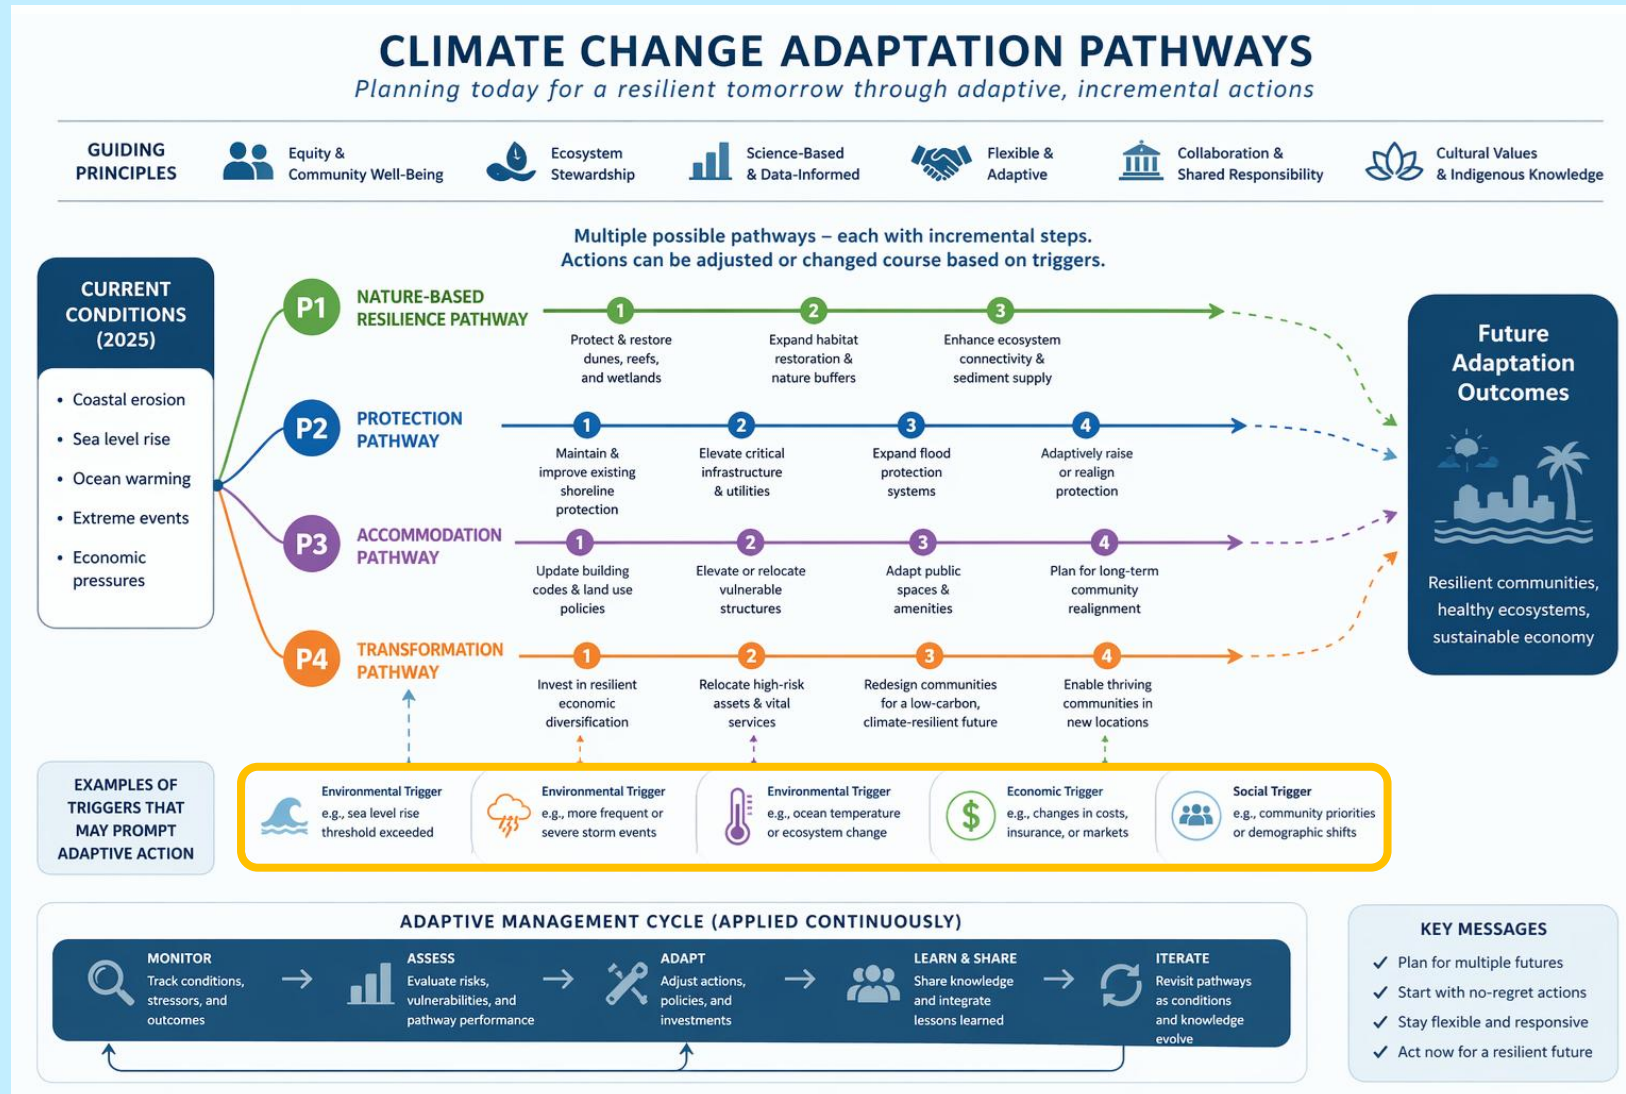 CLIMATE CHANGE ADAPTATION PATHWAYS
Planning today for a resilient tomorrow through adaptive, incremental actions
GUIDING
PRINCIPLES
Equity &
Community Well-Being
Ecosystem
Stewardship
Science-Based
& Data-Informed
Flexible &
Adaptive
Collaboration &
Shared Responsibility
Cultural Values
& Indigenous Knowledge
Multiple possible pathways – each with incremental steps.
Actions can be adjusted or changed course based on triggers.
CURRENT
CONDITIONS
(2025)
• Coastal erosion
• Sea level rise
• Ocean warming
• Extreme events
• Economic
pressures
P1
NATURE-BASED
RESILIENCE PATHWAY
1
Protect & restore
dunes, reefs,
and wetlands
2
Expand habitat
restoration &
nature buffers
3
Enhance ecosystem
connectivity &
sediment supply
P2
PROTECTION
PATHWAY
1
Maintain &
improve existing
shoreline
protection
2
Elevate critical
infrastructure
& utilities
3
Expand flood
protection
systems
4
Adaptively raise
or realign
protection
P3
ACCOMMODATION
PATHWAY
1
Update building
codes & land use
policies
2
Elevate or relocate
vulnerable
structures
3
Adapt public
spaces &
amenities
4
Plan for long-term
community
realignment
P4
TRANSFORMATION
PATHWAY
1
Invest in resilient
economic
diversification
2
Relocate high-risk
assets & vital
services
3
Redesign communities
for a low-carbon,
climate-resilient future
4
Enable thriving
communities in
new locations
Future
Adaptation
Outcomes
Resilient communities,
healthy ecosystems,
sustainable economy
EXAMPLES OF
TRIGGERS THAT
MAY PROMPT
ADAPTIVE ACTION
Environmental Trigger
e.g., sea level rise
threshold exceeded
Environmental Trigger
e.g., more frequent or
severe storm events
Environmental Trigger
e.g., ocean temperature
or ecosystem change
$
Economic Trigger
e.g., changes in costs,
insurance, or markets
Social Trigger
e.g., community priorities
or demographic shifts
ADAPTIVE MANAGEMENT CYCLE (APPLIED CONTINUOUSLY)
MONITOR
Track conditions,
stressors, and
outcomes
ASSESS
Evaluate risks,
vulnerabilities, and
pathway performance
ADAPT
Adjust actions,
policies, and
investments
LEARN & SHARE
Share knowledge
and integrate
lessons learned
ITERATE
Revisit pathways
as conditions
and knowledge
evolve
KEY MESSAGES
✓ Plan for multiple futures
✓ Start with no-regret actions
✓ Stay flexible and responsive
✓ Act now for a resilient future